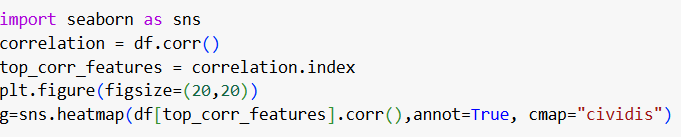 import seaborn as sns
correlation = df.corr()
top_corr_features = correlation.index
plt.figure(figsize=(20,20))
g=sns.heatmap(df[top_corr_features].corr(),annot=True, cmap="cividis")